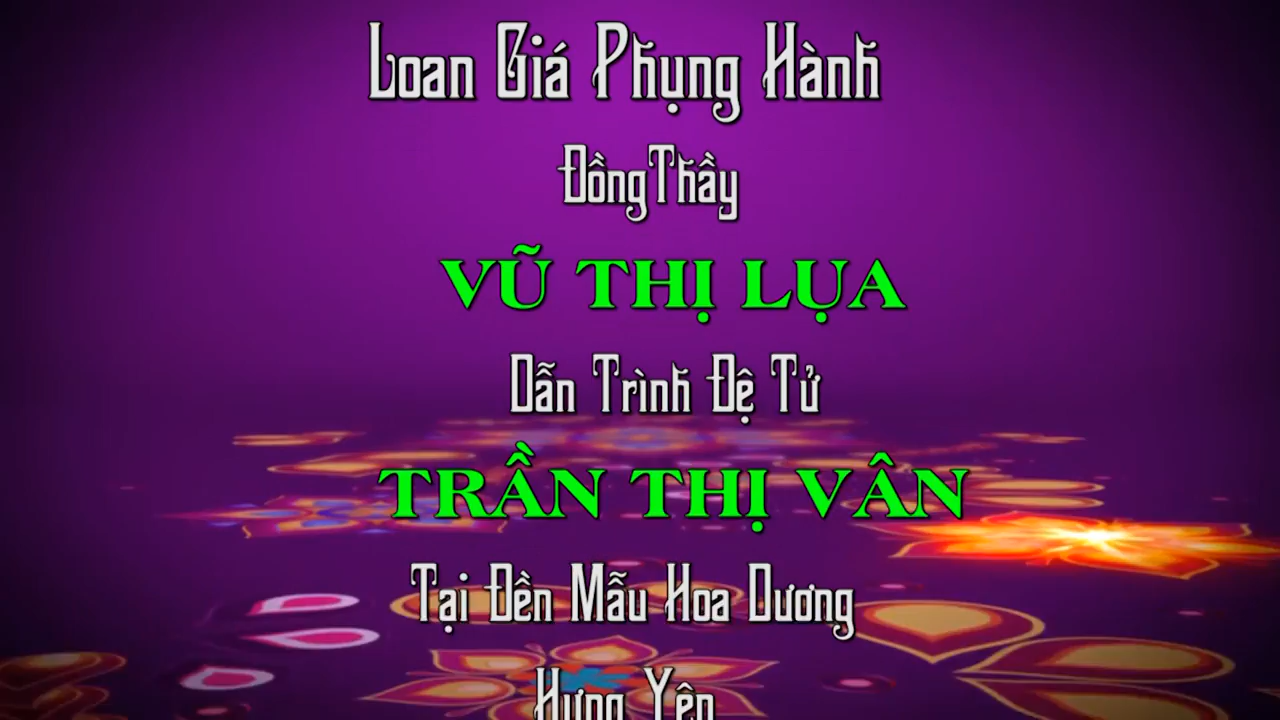 Loan Giá Phụng Hành
ĐồngThầy
VŨ THỊ LỤA
Dẫn Trình Đệ Tử
TRẦN THỊ VÂN
Tại Đền Mẫu Hoa Dương
Hưng Yên